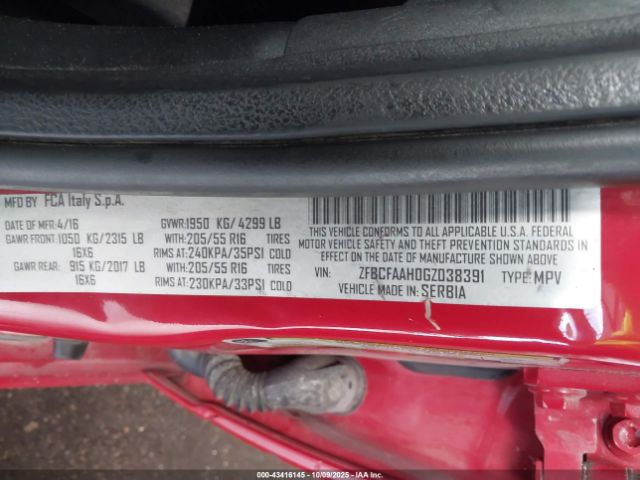 MFD BY FCA Italy S.p.A.
DATE OF MFR: 4/16 GVWR: 1950 KG/ 4299 LB
GAWR FRONT: 1050 KG/2315 LB WITH: 205/55 R16 TIRES
16X6 RIMS AT: 240KPA/35PSI COLD
GAWR REAR: 915 KG/2017 LB WITH: 205/55 R16 TIRES
16X6 RIMS AT: 230KPA/33PSI COLD
THIS VEHICLE CONFORMS TO ALL APPLICABLE U.S.A. FEDERAL
MOTOR VEHICLE SAFETY, BUMPER, AND THEFT PREVENTION STANDARDS
IN EFFECT ON THE DATE OF MANUFACTURE SHOWN ABOVE
VIN: ZFBCFAAH0GZ038391 TYPE: MPV
VEHICLE MADE IN: SERBIA
000-43416145 - 10/09/2025 - IAAI.com